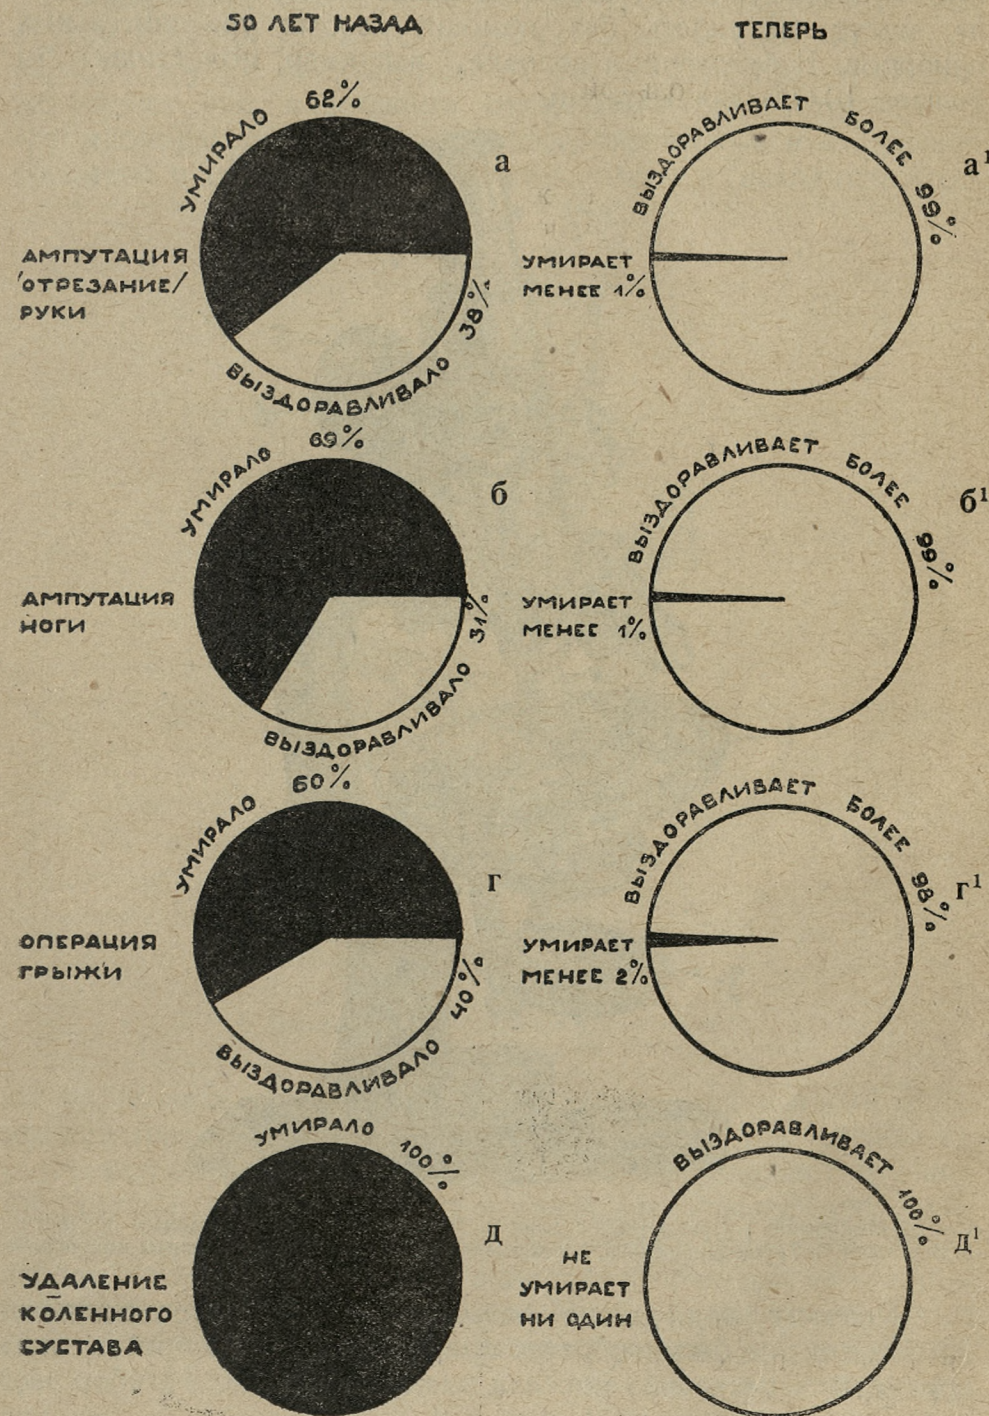 50 ЛЕТ НАЗАД
ТЕПЕРЬ
УМИРАЛО 62%
а
АМПУТАЦИЯ
/ОТРЕЗАНИЕ/
РУКИ
ВЫЗДОРАВЛИВАЛО 38%
ВЫЗДОРАВЛИВАЕТ БОЛЕЕ 99%
а¹
УМИРАЕТ
МЕНЕЕ 1%
УМИРАЛО 69%
б
АМПУТАЦИЯ
НОГИ
ВЫЗДОРАВЛИВАЛО 31%
ВЫЗДОРАВЛИВАЕТ БОЛЕЕ 99%
б¹
УМИРАЕТ
МЕНЕЕ 1%
УМИРАЛО 60%
г
ОПЕРАЦИЯ
ГРЫЖИ
ВЫЗДОРАВЛИВАЛО 40%
ВЫЗДОРАВЛИВАЕТ БОЛЕЕ 98%
г¹
УМИРАЕТ
МЕНЕЕ 2%
УМИРАЛО 100%
д
УДАЛЕНИЕ
КОЛЕННОГО
СУСТАВА
ВЫЗДОРАВЛИВАЕТ 100%
д¹
НЕ
УМИРАЕТ
НИ ОДИН